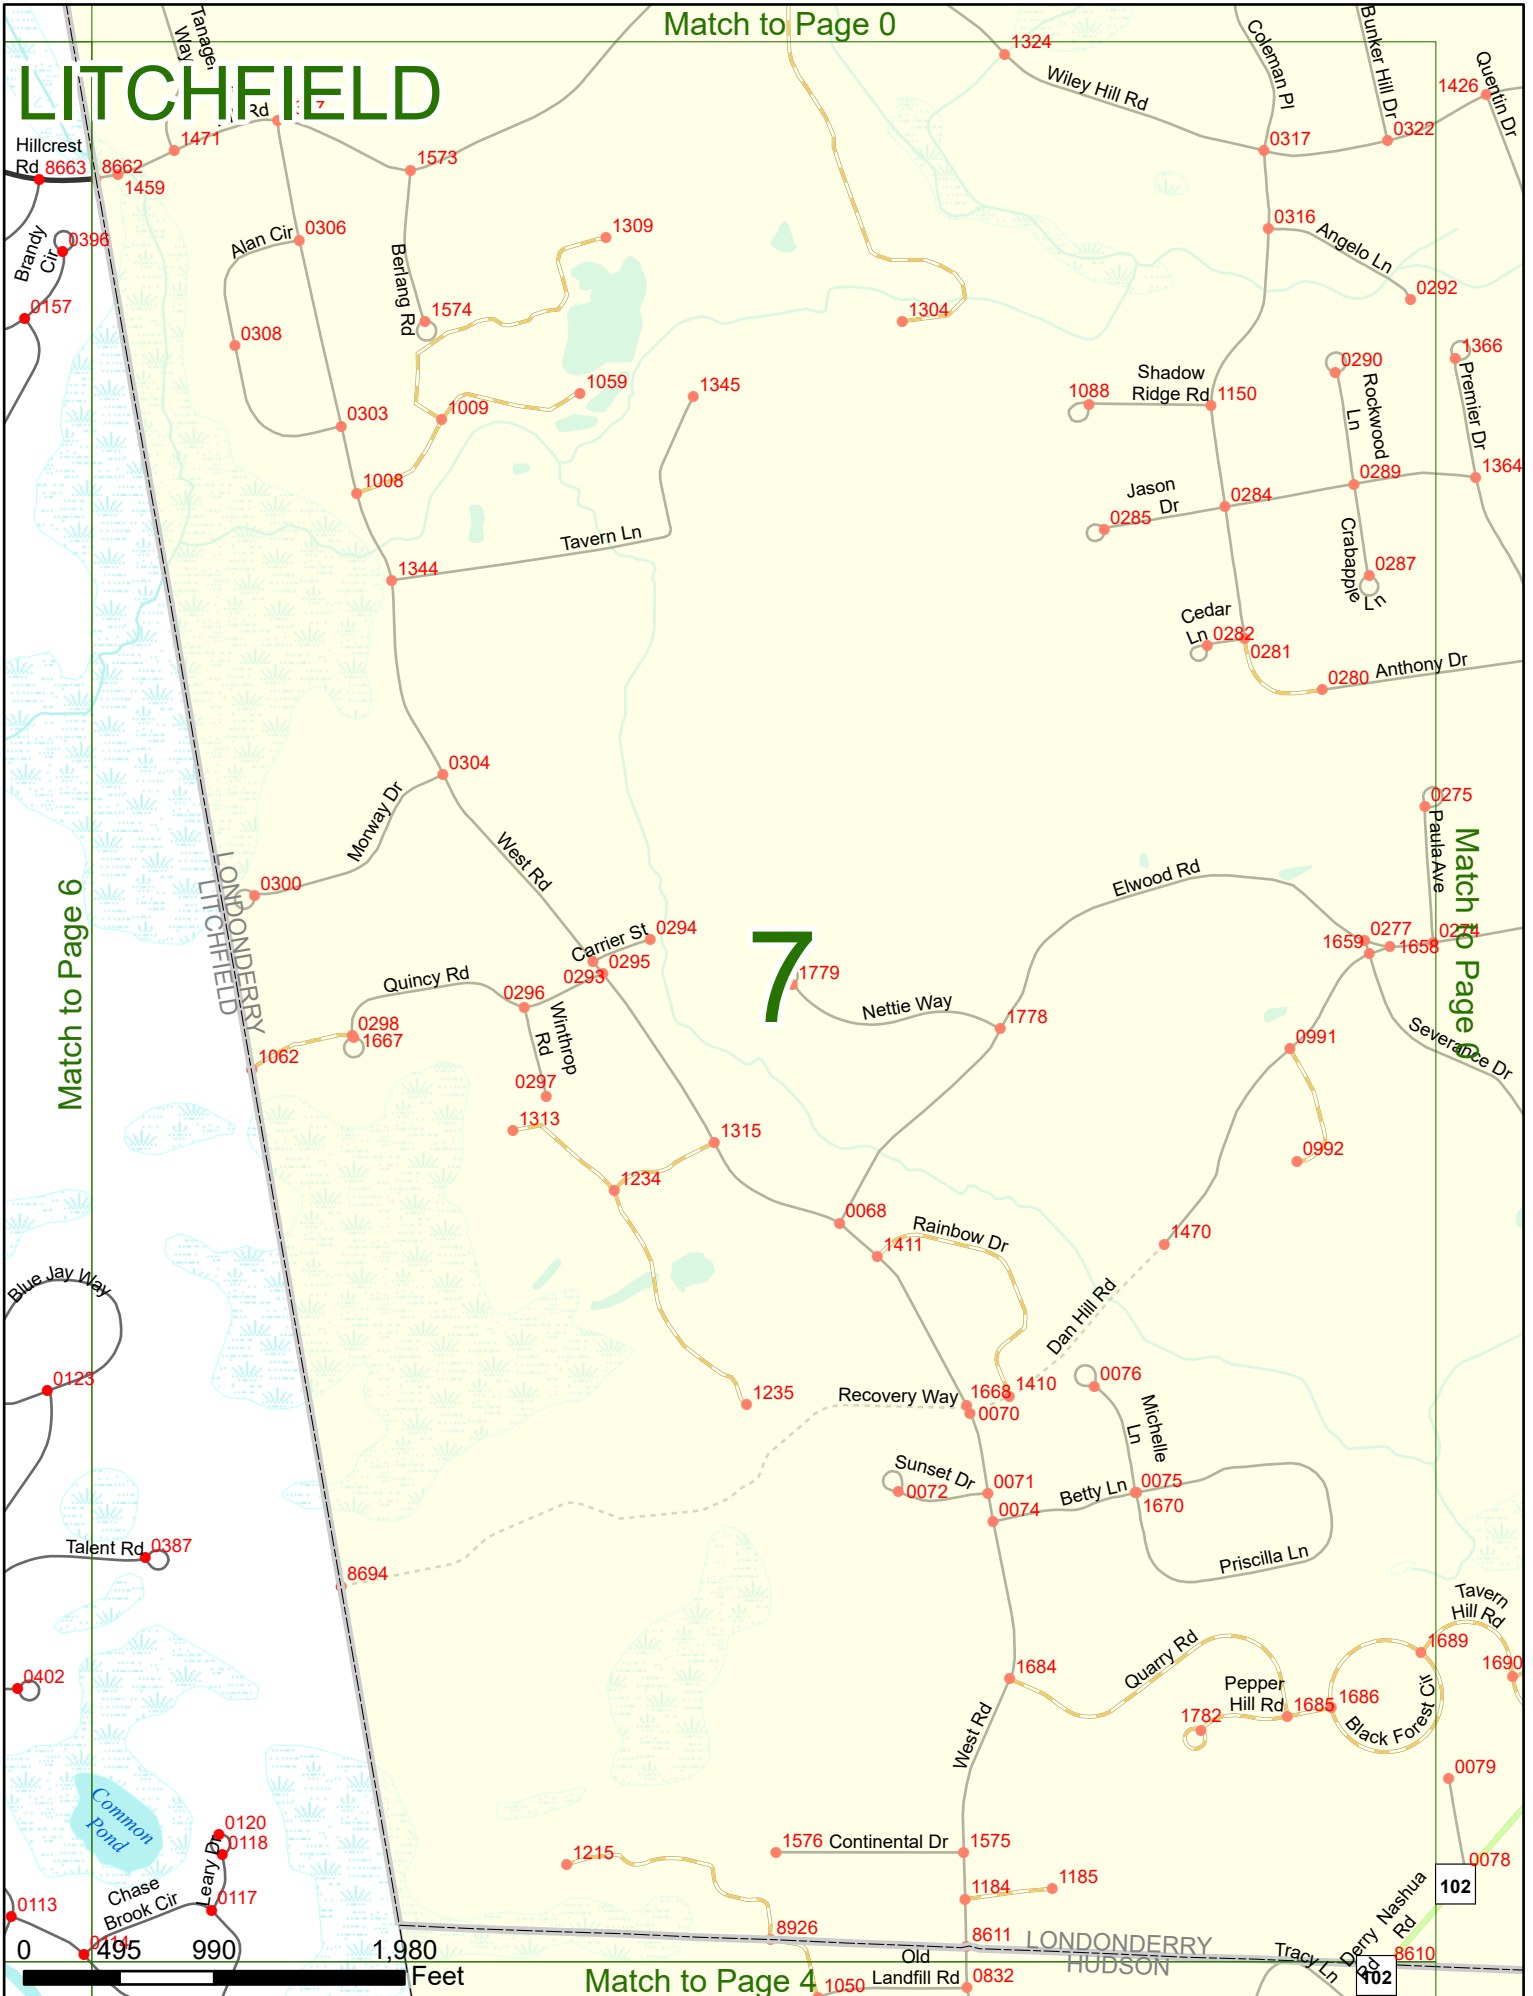 Match to Page 0
LITCHFIELD
Tanager
Way
Rd
1324
Wiley Hill Rd
Coleman Pl
Bunker Hill Dr
1426
Quentin Dr
0317
0322
Hillcrest
Rd
8663
8662
1471
1459
1573
0396
Brandy
Cir
0157
Alan Cir
0306
Berlang Rd
1309
1574
0308
1304
0316
Angelo Ln
0292
0303
1009
1059
1345
1008
Shadow
Ridge Rd
1088
1150
0290
Rockwood
Ln
1366
Premier Dr
1364
0289
Jason
Dr
0285
0284
Crabapple
Ln
0287
Tavern Ln
1344
Cedar
Ln
0282
0281
0280
Anthony Dr
0304
Morway Dr
West Rd
0300
LONDONDERRY
LITCHFIELD
Match to Page 6
0275
Paula Ave
Match to Page 6
Elwood Rd
0277
1659
1658
0274
Carrier St
0294
0295
0293
7
1779
Nettie Way
1778
Quincy Rd
0296
Winthrop
Rd
0298
1667
1062
0297
1313
1315
0991
Severance Dr
0992
1234
0068
1411
Rainbow Dr
1470
Dan Hill Rd
Blue Jay Way
0123
1235
Recovery Way
1668
1410
0070
0076
Michelle
Ln
Sunset Dr
0072
0071
0074
Betty Ln
0075
1670
Priscilla Ln
Talent Rd
0387
8694
0402
1684
Quarry Rd
Pepper
Hill Rd
1782
1685
1686
Black Forest Cir
1689
Tavern
Hill Rd
1690
West Rd
Common
Pond
0079
0078
102
0120
0118
Leary Dr
0117
Chase
Brook Cir
0113
0114
1576
Continental Dr
1575
1215
1184
1185
8926
8611
LONDONDERRY
HUDSON
Derry Rd
Nashua
Rd
Tracy Ln
8610
102
Old
Landfill Rd
0832
1050
Match to Page 4
0
495
990
1,980
Feet